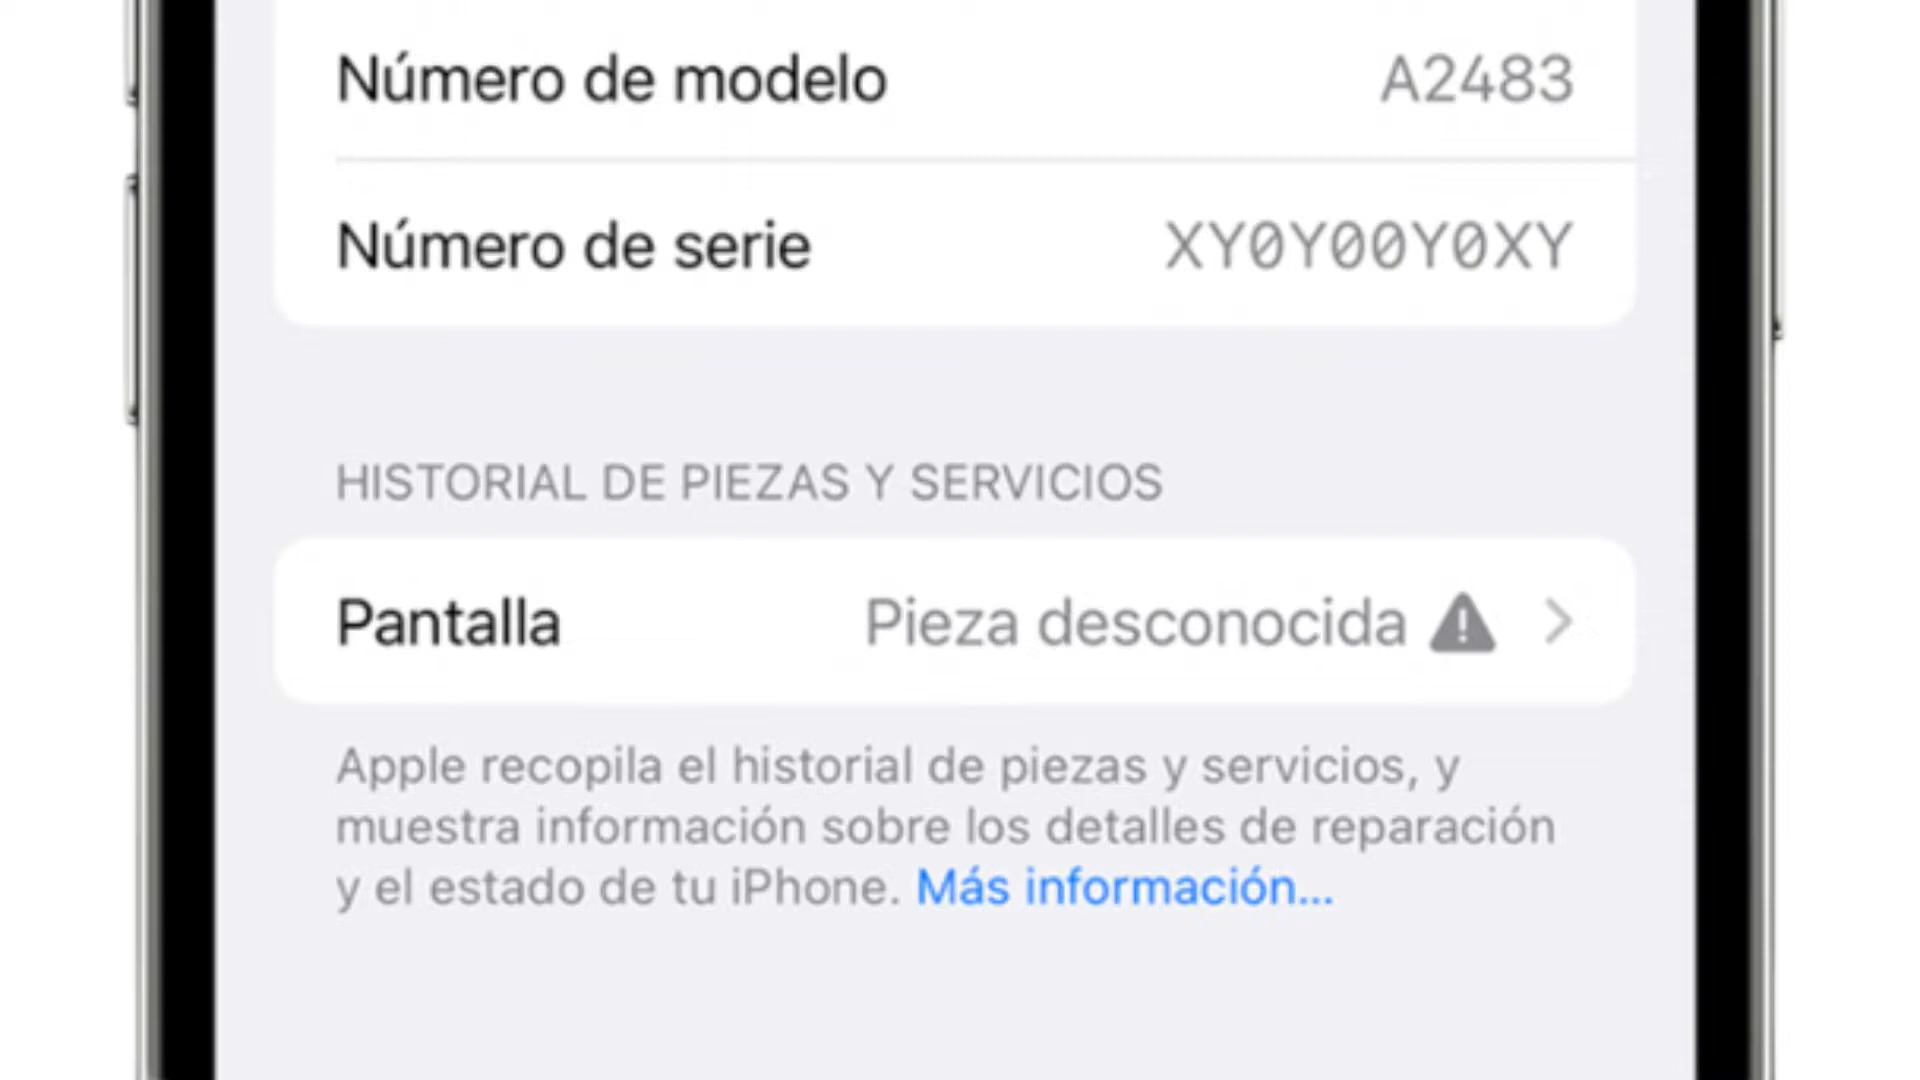 Número de modelo A2483
Número de serie XY0Y00Y0XY
HISTORIAL DE PIEZAS Y SERVICIOS
Pantalla Pieza desconocida
Apple recopila el historial de piezas y servicios, y
muestra información sobre los detalles de reparación
y el estado de tu iPhone. Más información...